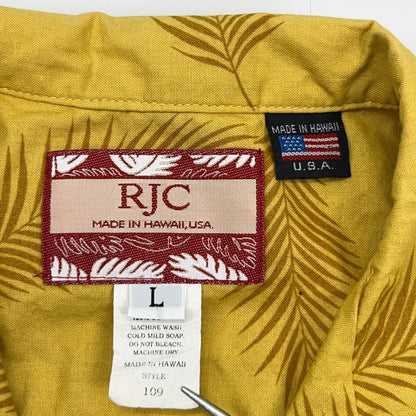 MADE IN HAWAII
U.S.A.
RJC
MADE IN HAWAII, USA.
L
MACHINE WASH
COLD MILD SOAP.
DO NOT BLEACH.
MACHINE DRY.
MADE IN HAWAII
STYLE
109